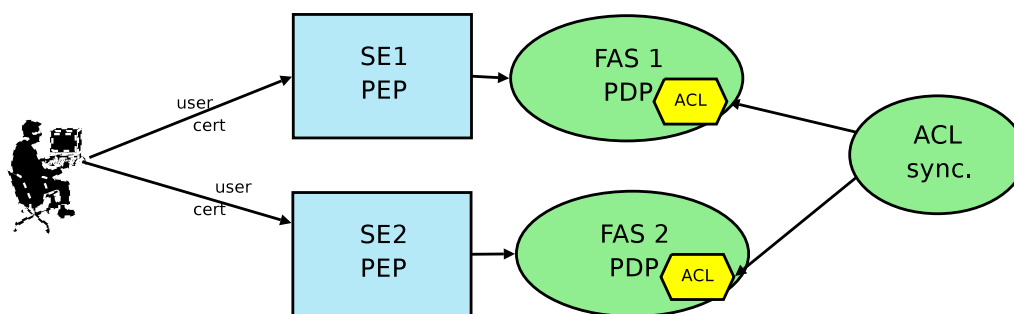 SE1
PEP
FAS 1
PDP
ACL
user
cert
ACL
sync.
user
cert
SE2
PEP
FAS 2
PDP
ACL